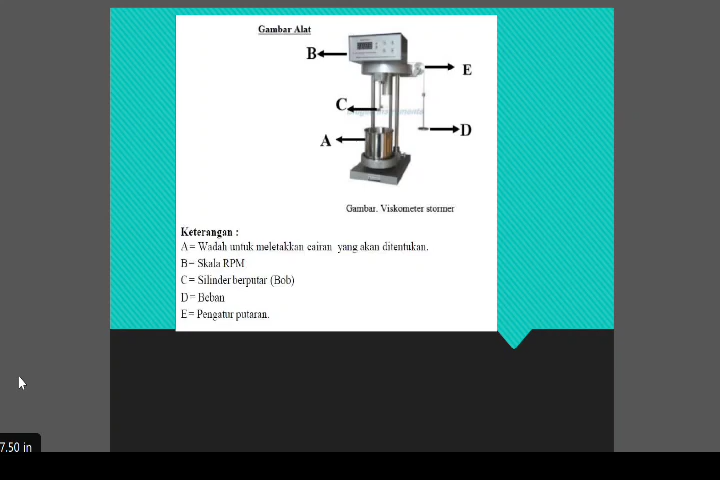 Gambar Alat
B
E
C
D
A
Gambar. Viskometer stormer
Keterangan :
A = Wadah untuk meletakkan cairan yang akan ditentukan.
B = Skala RPM
C = Silinder berputar (Bob)
D = Beban
E = Pengatur putaran.
7.50 in